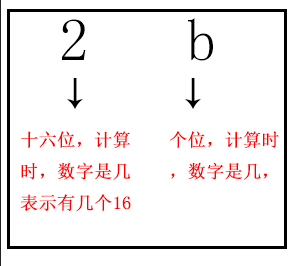 2 b
↓ ↓
十六位，计算
时，数字是几
表示有几个16
个位，计算时
，数字是几，